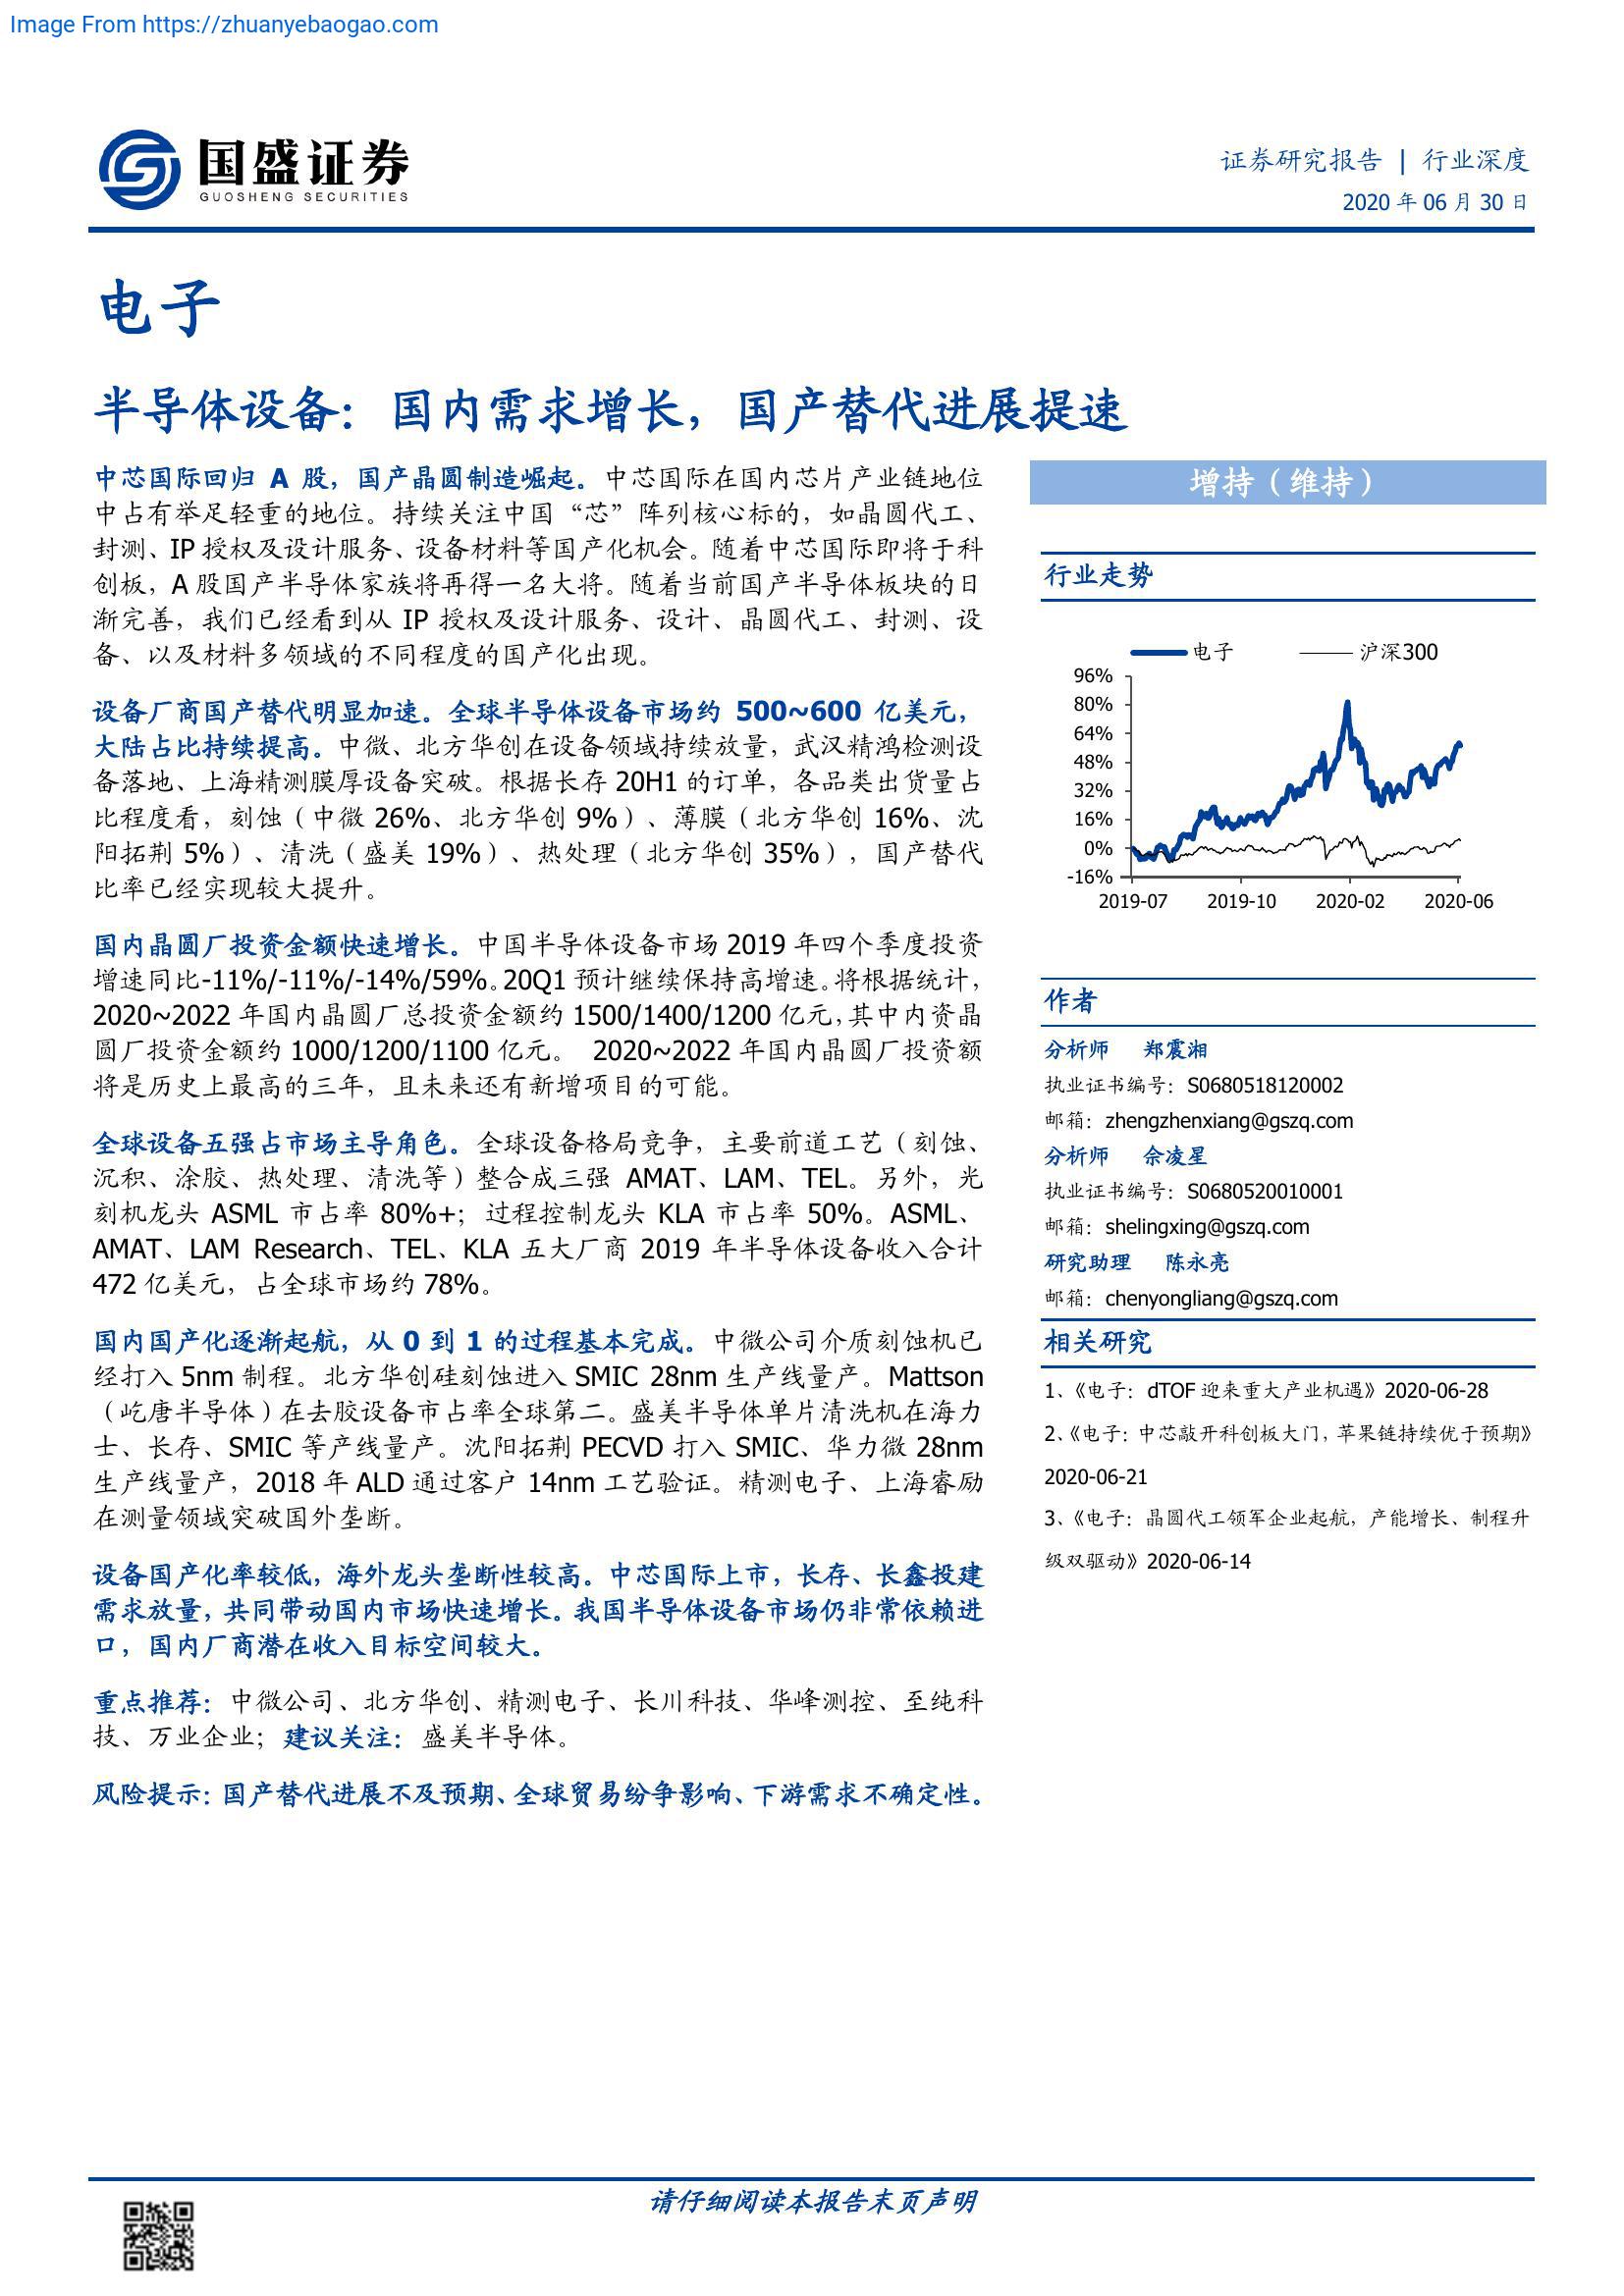 Image From https://zhuanyebaogao.com
国盛证券
GUOSHENG SECURITIES
证券研究报告 | 行业深度
2020 年 06 月 30 日
电子
半导体设备：国内需求增长，国产替代进展提速
中芯国际回归 A 股，国产晶圆制造崛起。中芯国际在国内芯片产业链地位
中占有举足轻重的地位。持续关注中国“芯”阵列核心标的，如晶圆代工、
封测、IP 授权及设计服务、设备材料等国产化机会。随着中芯国际即将于科
创板，A 股国产半导体家族将再得一名大将。随着当前国产半导体板块的日
渐完善，我们已经看到从 IP 授权及设计服务、设计、晶圆代工、封测、设
备、以及材料多领域的不同程度的国产化出现。
设备厂商国产替代明显加速。全球半导体设备市场约 500~600 亿美元，
大陆占比持续提高。中微、北方华创在设备领域持续放量，武汉精鸿检测设
备落地、上海精测膜厚设备突破。根据长存 20H1 的订单，各品类出货量占
比程度看，刻蚀（中微 26%、北方华创 9%）、薄膜（北方华创 16%、沈
阳拓荆 5%）、清洗（盛美 19%）、热处理（北方华创 35%），国产替代
比率已经实现较大提升。
国内晶圆厂投资金额快速增长。中国半导体设备市场 2019 年四个季度投资
增速同比-11%/-11%/-14%/59%。20Q1 预计继续保持高增速。将根据统计，
2020~2022 年国内晶圆厂总投资金额约 1500/1400/1200 亿元，其中内资晶
圆厂投资金额约 1000/1200/1100 亿元。 2020~2022 年国内晶圆厂投资额
将是历史上最高的三年，且未来还有新增项目的可能。
全球设备五强占市场主导角色。全球设备格局竞争，主要前道工艺（刻蚀、
沉积、涂胶、热处理、清洗等）整合成三强 AMAT、LAM、TEL。另外，光
刻机龙头 ASML 市占率 80%+；过程控制龙头 KLA 市占率 50%。ASML、
AMAT、LAM Research、TEL、KLA 五大厂商 2019 年半导体设备收入合计
472 亿美元，占全球市场约 78%。
国内国产化逐渐起航，从 0 到 1 的过程基本完成。中微公司介质刻蚀机已
经打入 5nm 制程。北方华创硅刻蚀进入 SMIC 28nm 生产线量产。Mattson
（屹唐半导体）在去胶设备市占率全球第二。盛美半导体单片清洗机在海力
士、长存、SMIC 等产线量产。沈阳拓荆 PECVD 打入 SMIC、华力微 28nm
生产线量产，2018 年 ALD 通过客户 14nm 工艺验证。精测电子、上海睿励
在测量领域突破国外垄断。
设备国产化率较低，海外龙头垄断性较高。中芯国际上市，长存、长鑫投建
需求放量，共同带动国内市场快速增长。我国半导体设备市场仍非常依赖进
口，国内厂商潜在收入目标空间较大。
重点推荐：中微公司、北方华创、精测电子、长川科技、华峰测控、至纯科
技、万业企业；建议关注：盛美半导体。
风险提示：国产替代进展不及预期、全球贸易纷争影响、下游需求不确定性。
增持（维持）
行业走势
电子 沪深300
96%
80%
64%
48%
32%
16%
0%
-16%
2019-07 2019-10 2020-02 2020-06
作者
分析师 郑震湘
执业证书编号：S0680518120002
邮箱：zhengzhenxiang@gszq.com
分析师 佘凌星
执业证书编号：S0680520010001
邮箱：shelingxing@gszq.com
研究助理 陈永亮
邮箱：chenyongliang@gszq.com
相关研究
1、《电子：dTOF 迎来重大产业机遇》2020-06-28
2、《电子：中芯敲开科创板大门，苹果链持续优于预期》
2020-06-21
3、《电子：晶圆代工领军企业起航，产能增长、制程升
级双驱动》2020-06-14
请仔细阅读本报告末页声明